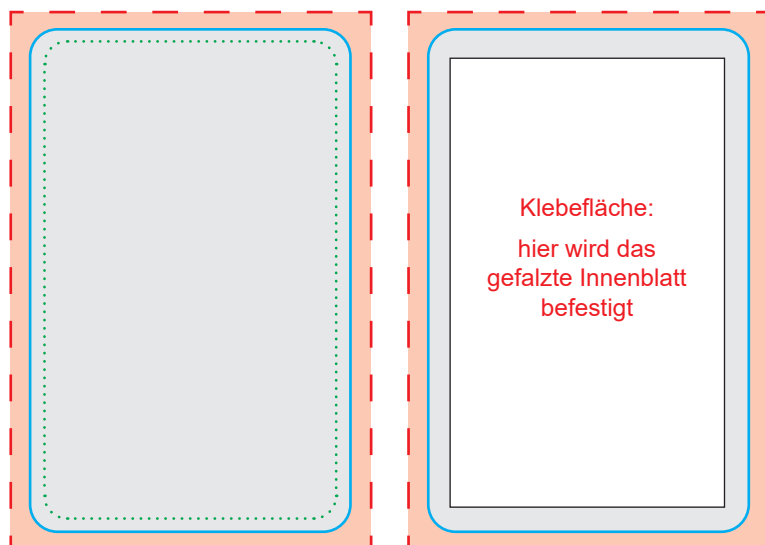 Klebefläche:
hier wird das
gefalzte Innenblatt
befestigt